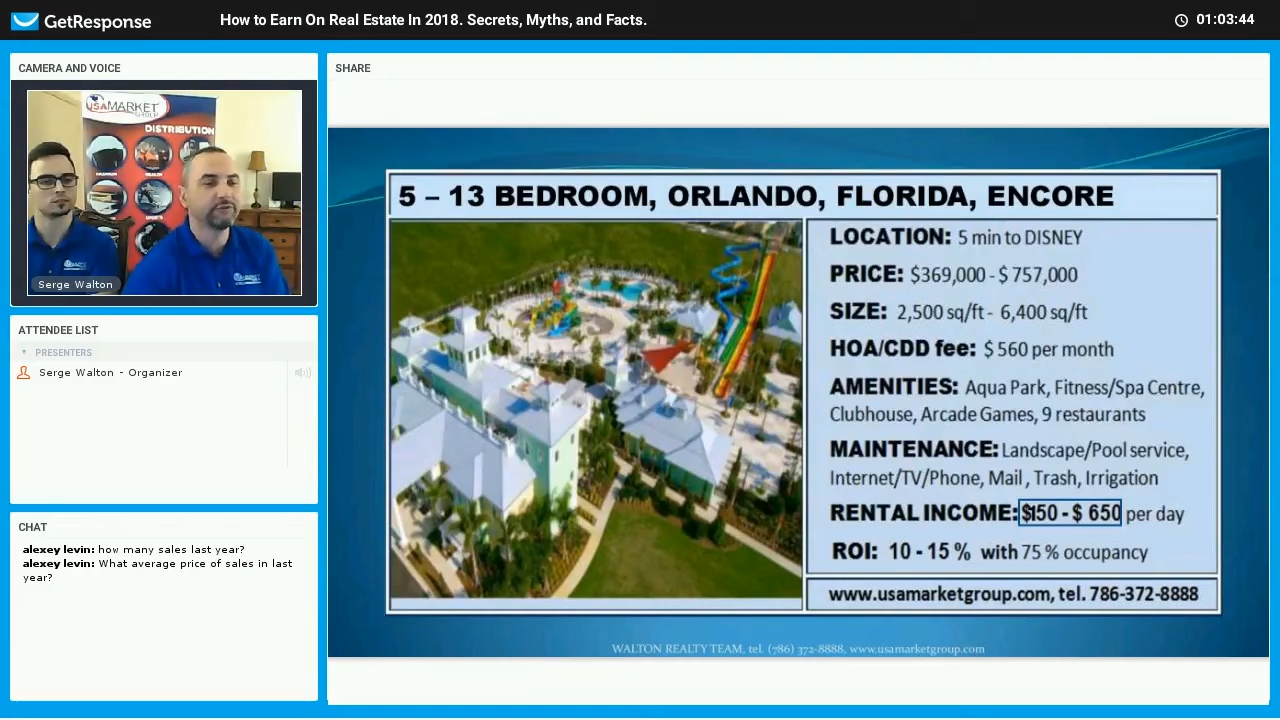 GetResponse
How to Earn On Real Estate In 2018. Secrets, Myths, and Facts.
01:03:44
CAMERA AND VOICE
USAMARKET
GROUP
DISTRIBUTION
Serge Walton
ATTENDEE LIST
PRESENTERS
Serge Walton - Organizer
CHAT
alexey levin: how many sales last year?
alexey levin: What average price of sales in last
year?
SHARE
5 – 13 BEDROOM, ORLANDO, FLORIDA, ENCORE
LOCATION: 5 min to DISNEY
PRICE: $369,000 - $ 757,000
SIZE: 2,500 sq/ft - 6,400 sq/ft
HOA/CDD fee: $ 560 per month
AMENITIES: Aqua Park, Fitness/Spa Centre,
Clubhouse, Arcade Games, 9 restaurants
MAINTENANCE: Landscape/Pool service,
Internet/TV/Phone, Mail , Trash, Irrigation
RENTAL INCOME: $150 - $ 650 per day
ROI: 10 - 15 % with 75 % occupancy
www.usamarketgroup.com, tel. 786-372-8888
WALTON REALTY TEAM, tel. (786) 372-8888, www.usamarketgroup.com